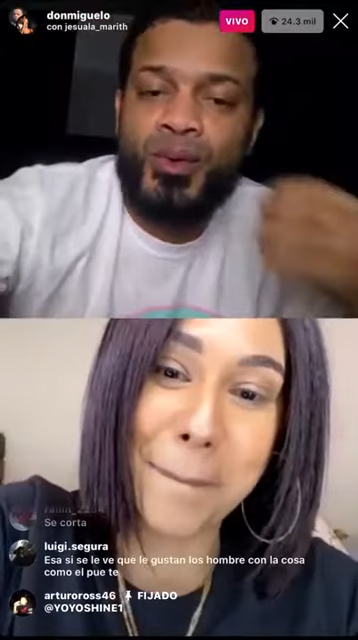 donmiguelo
con jesuala_marith
VIVO
24.3 mil
Se corta
luigi.segura
Esa si se le ve que le gustan los hombre con la cosa
como el pue te
arturoross46 FIJADO
@YOYOSHINE1